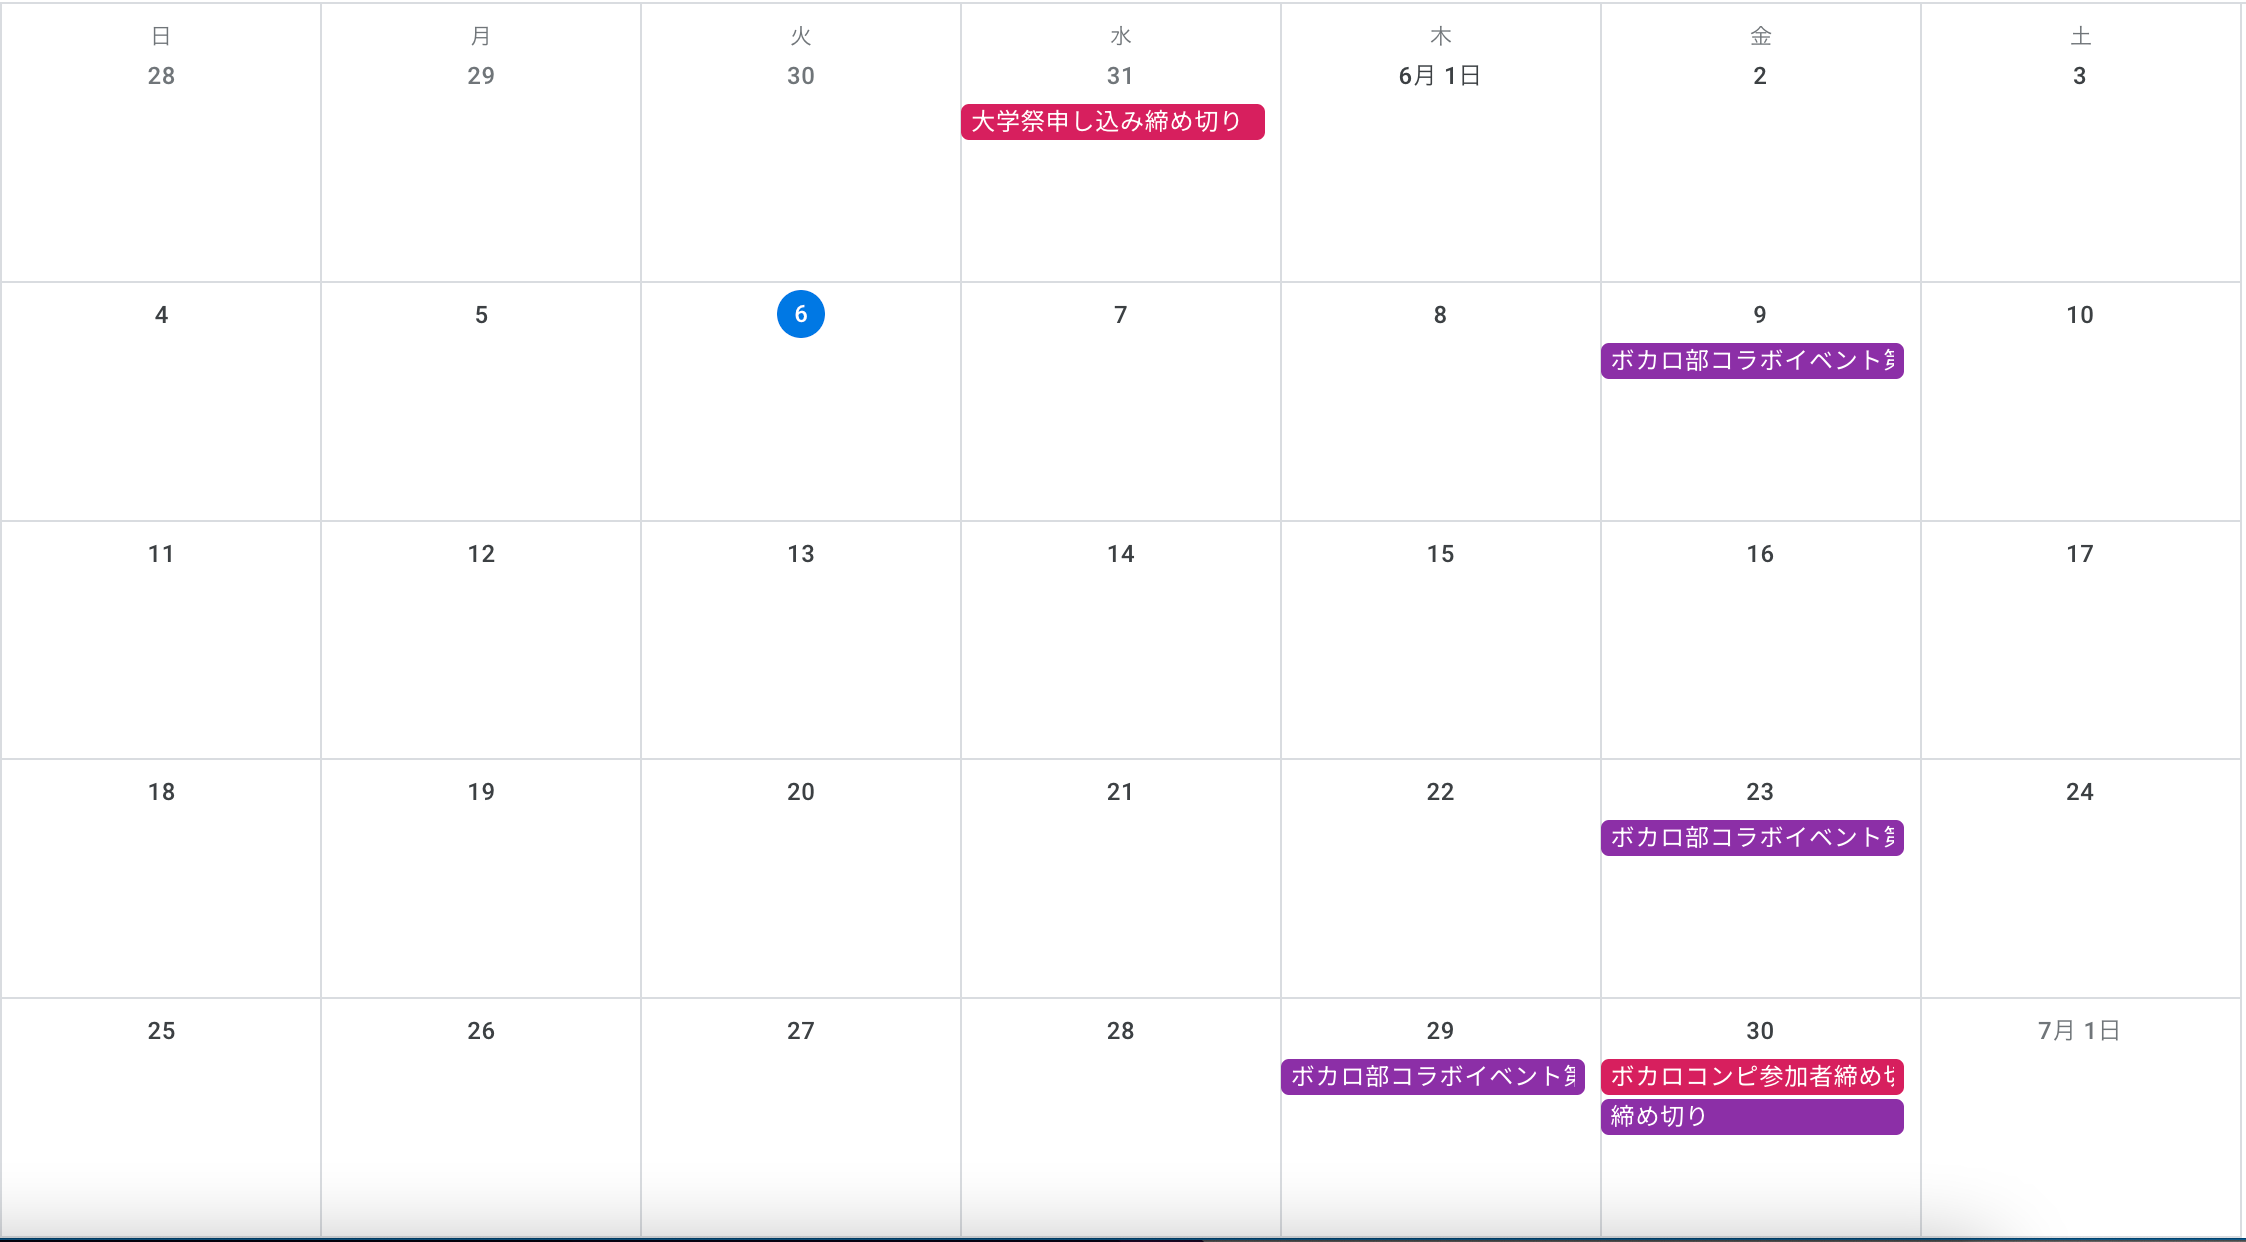 日 月 火 水 木 金 土
28 29 30 31 6月 1日 2 3
大学祭申し込み締め切り
4 5 6 7 8 9 10
ボカロ部コラボイベント
11 12 13 14 15 16 17
18 19 20 21 22 23 24
ボカロ部コラボイベント
25 26 27 28 29 30 7月 1日
ボカロ部コラボイベント ボカロコンピ参加者締め
締め切り